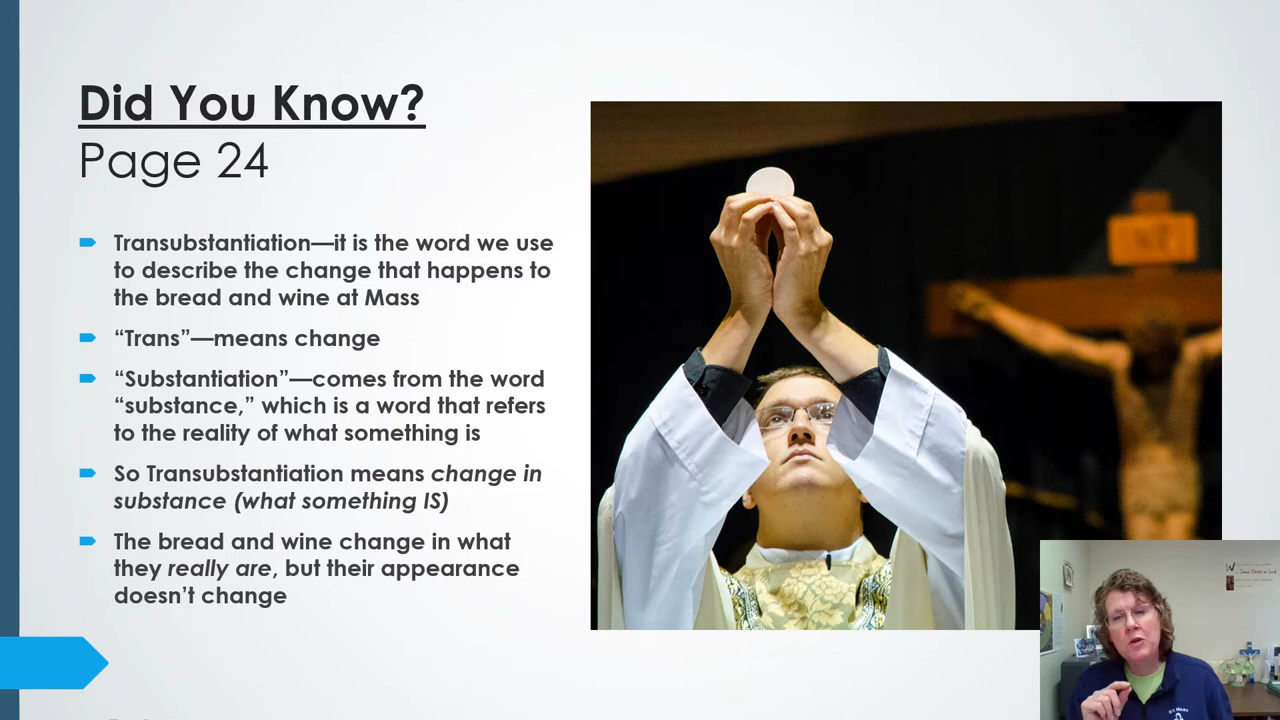 Did You Know?
Page 24
Transubstantiation—it is the word we use
to describe the change that happens to
the bread and wine at Mass
“Trans”—means change
“Substantiation”—comes from the word
“substance,” which is a word that refers
to the reality of what something is
So Transubstantiation means change in
substance (what something IS)
The bread and wine change in what
they really are, but their appearance
doesn’t change
ST. MARY